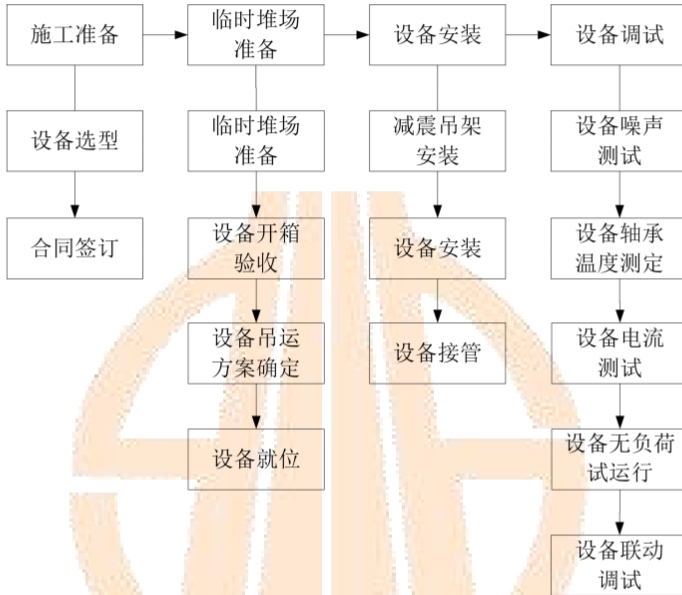 施工准备
临时堆场
准备
设备安装
设备调试
设备选型
临时堆场
准备
减震吊架
安装
设备噪声
测试
合同签订
设备开箱
验收
设备安装
设备轴承
温度测定
设备吊运
方案确定
设备接管
设备电流
测试
设备就位
设备无负荷
试运行
设备联动
调试